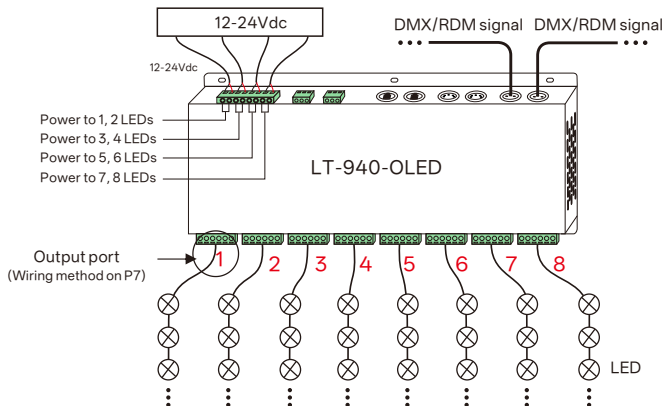 12-24Vdc
DMX/RDM signal
DMX/RDM signal
12-24Vdc
Power to 1, 2 LEDs
Power to 3, 4 LEDs
Power to 5, 6 LEDs
Power to 7, 8 LEDs
LT-940-OLED
Output port
(Wiring method on P7)
1 2 3 4 5 6 7 8
LED